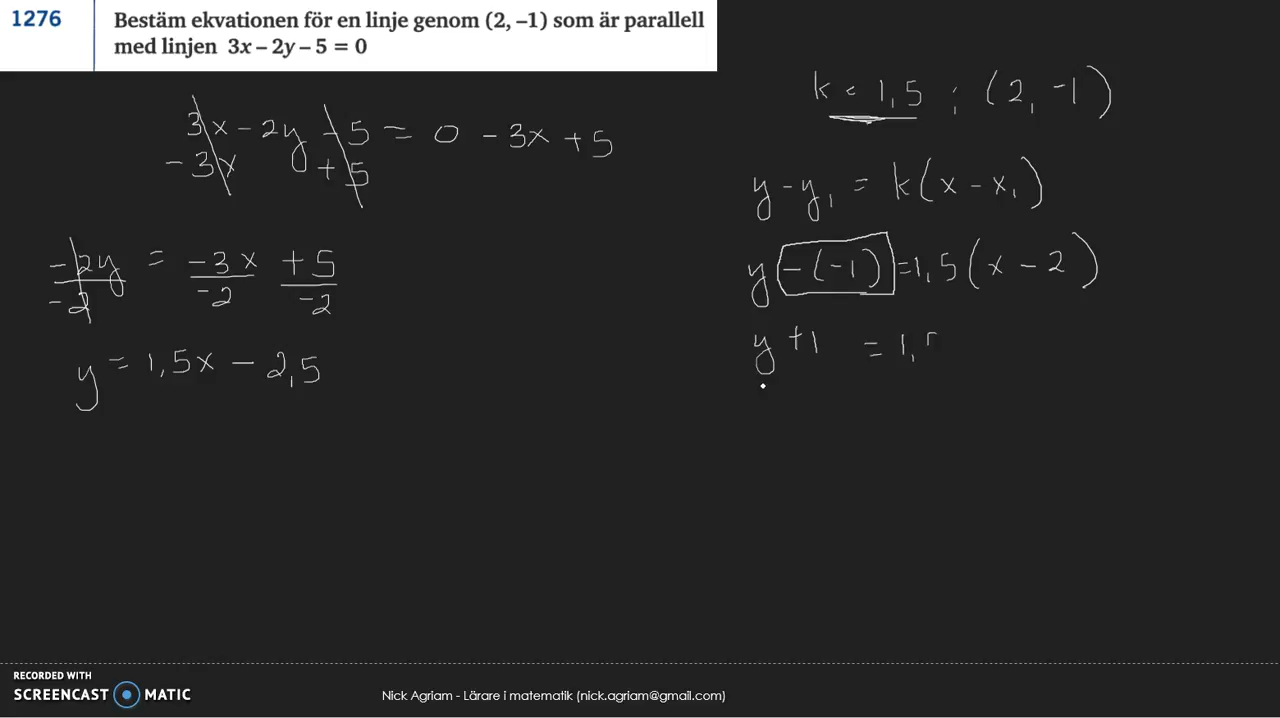 1276
Bestäm ekvationen för en linje genom (2, –1) som är parallell
med linjen 3x – 2y – 5 = 0
3x – 2y – 5 = 0 – 3x + 5
– 3x + 5
-2y = -3x + 5
-2 -2 -2
y = 1,5x – 2,5
k = 1,5 ; (2, -1)
y - y₁ = k(x - x₁)
y - (-1) = 1,5(x - 2)
y + 1 = 1,
RECORDED WITH
SCREENCAST MATIC
Nick Agriam - Lärare i matematik (nick.agriam@gmail.com)